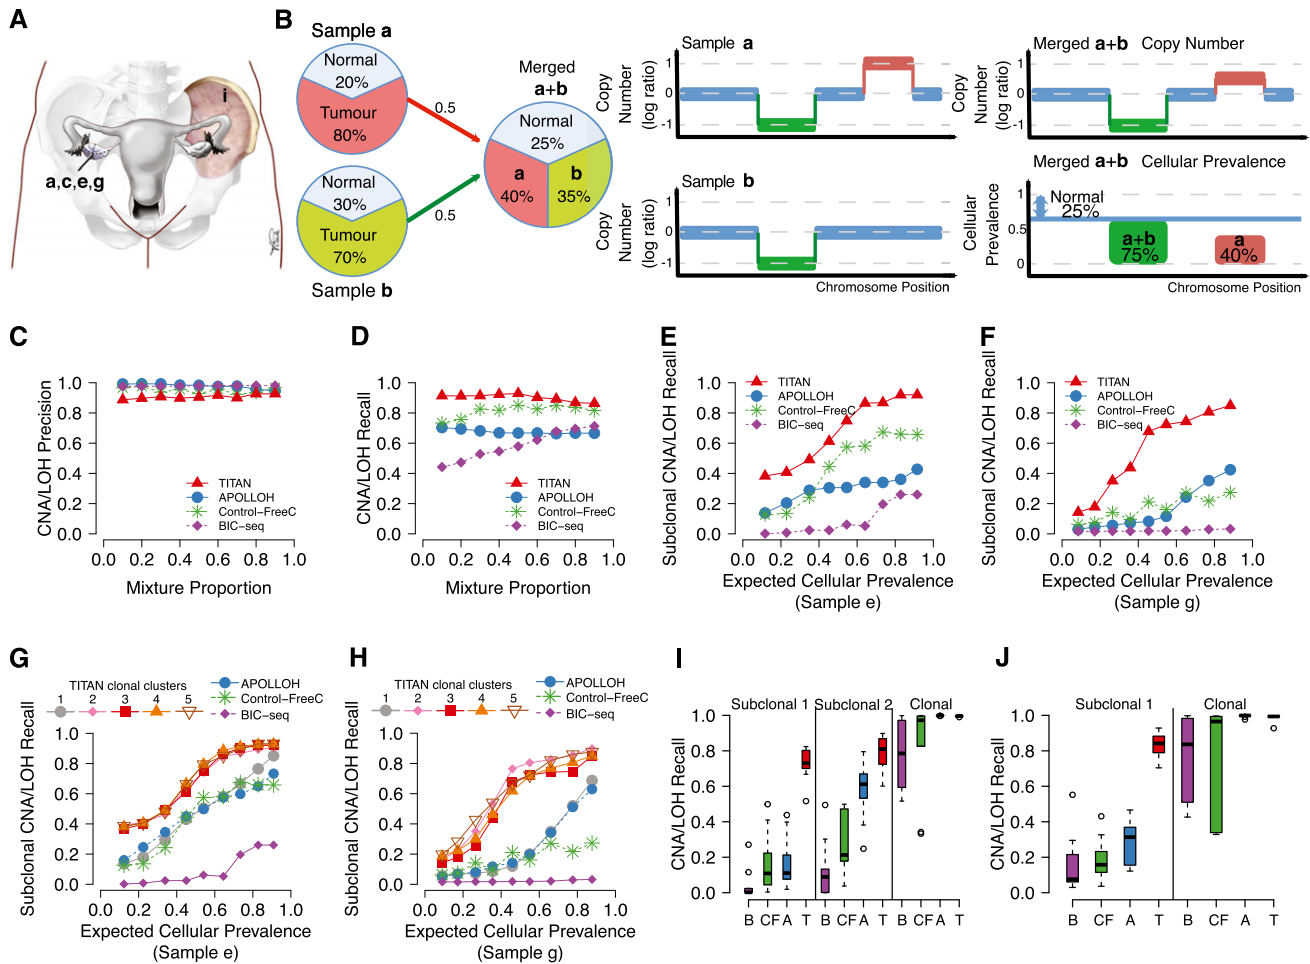 A
i
a,c,e,g
B
Sample a
Normal
20%
Tumour
80%
0.5
Normal
30%
Tumour
70%
0.5
Sample b
Merged
a+b
Normal
25%
a
40%
b
35%
Sample a
Copy
Number
(log ratio)
1
0
-1
Sample b
Copy
Number
(log ratio)
1
0
-1
Chromosome Position
Merged a+b Copy Number
Copy
Number
(log ratio)
1
0
-1
Merged a+b Cellular Prevalence
Cellular
Prevalence
1
0.5
0
Normal
25%
a+b
75%
a
40%
Chromosome Position
C
CNA/LOH Precision
1.0
0.8
0.6
0.4
0.2
0.0
TITAN
APOLLOH
Control−FreeC
BIC−seq
0.0 0.2 0.4 0.6 0.8 1.0
Mixture Proportion
D
CNA/LOH Recall
1.0
0.8
0.6
0.4
0.2
0.0
TITAN
APOLLOH
Control−FreeC
BIC−seq
0.0 0.2 0.4 0.6 0.8 1.0
Mixture Proportion
E
Subclonal CNA/LOH Recall
1.0
0.8
0.6
0.4
0.2
0.0
TITAN
APOLLOH
Control−FreeC
BIC−seq
0.0 0.2 0.4 0.6 0.8 1.0
Expected Cellular Prevalence
(Sample e)
F
Subclonal CNA/LOH Recall
1.0
0.8
0.6
0.4
0.2
0.0
TITAN
APOLLOH
Control−FreeC
BIC−seq
0.0 0.2 0.4 0.6 0.8 1.0
Expected Cellular Prevalence
(Sample g)
G
TITAN clonal clusters
1 2 3 4 5
APOLLOH
Control−FreeC
BIC−seq
Subclonal CNA/LOH Recall
1.0
0.8
0.6
0.4
0.2
0.0
0.0 0.2 0.4 0.6 0.8 1.0
Expected Cellular Prevalence
(Sample e)
H
TITAN clonal clusters
1 2 3 4 5
APOLLOH
Control−FreeC
BIC−seq
Subclonal CNA/LOH Recall
1.0
0.8
0.6
0.4
0.2
0.0
0.0 0.2 0.4 0.6 0.8 1.0
Expected Cellular Prevalence
(Sample g)
I
Subclonal 1 Subclonal 2 Clonal
CNA/LOH Recall
1.0
0.8
0.6
0.4
0.2
0.0
B CF A T B CF A T B CF A T
J
Subclonal 1 Clonal
CNA/LOH Recall
1.0
0.8
0.6
0.4
0.2
0.0
B CF A T B CF A T